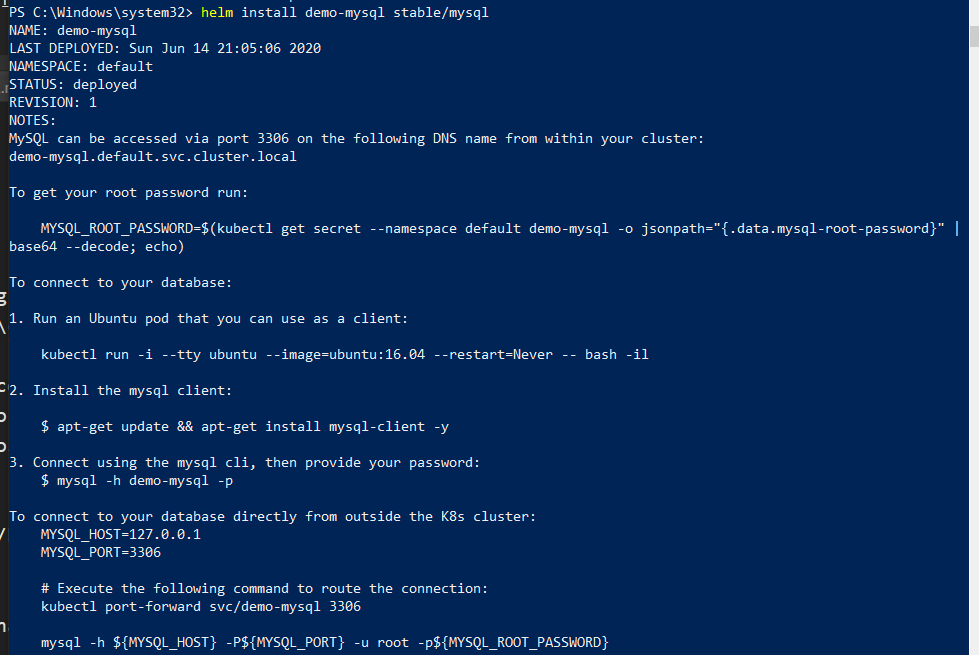 PS C:\Windows\system32> helm install demo-mysql stable/mysql
NAME: demo-mysql
LAST DEPLOYED: Sun Jun 14 21:05:06 2020
NAMESPACE: default
STATUS: deployed
REVISION: 1
NOTES:
MySQL can be accessed via port 3306 on the following DNS name from within your cluster:
demo-mysql.default.svc.cluster.local

To get your root password run:

    MYSQL_ROOT_PASSWORD=$(kubectl get secret --namespace default demo-mysql -o jsonpath="{.data.mysql-root-password}" |
base64 --decode; echo)

To connect to your database:

1. Run an Ubuntu pod that you can use as a client:

    kubectl run -i --tty ubuntu --image=ubuntu:16.04 --restart=Never -- bash -il

2. Install the mysql client:

    $ apt-get update && apt-get install mysql-client -y

3. Connect using the mysql cli, then provide your password:
    $ mysql -h demo-mysql -p

To connect to your database directly from outside the K8s cluster:
    MYSQL_HOST=127.0.0.1
    MYSQL_PORT=3306

    # Execute the following command to route the connection:
    kubectl port-forward svc/demo-mysql 3306

    mysql -h ${MYSQL_HOST} -P${MYSQL_PORT} -u root -p${MYSQL_ROOT_PASSWORD}